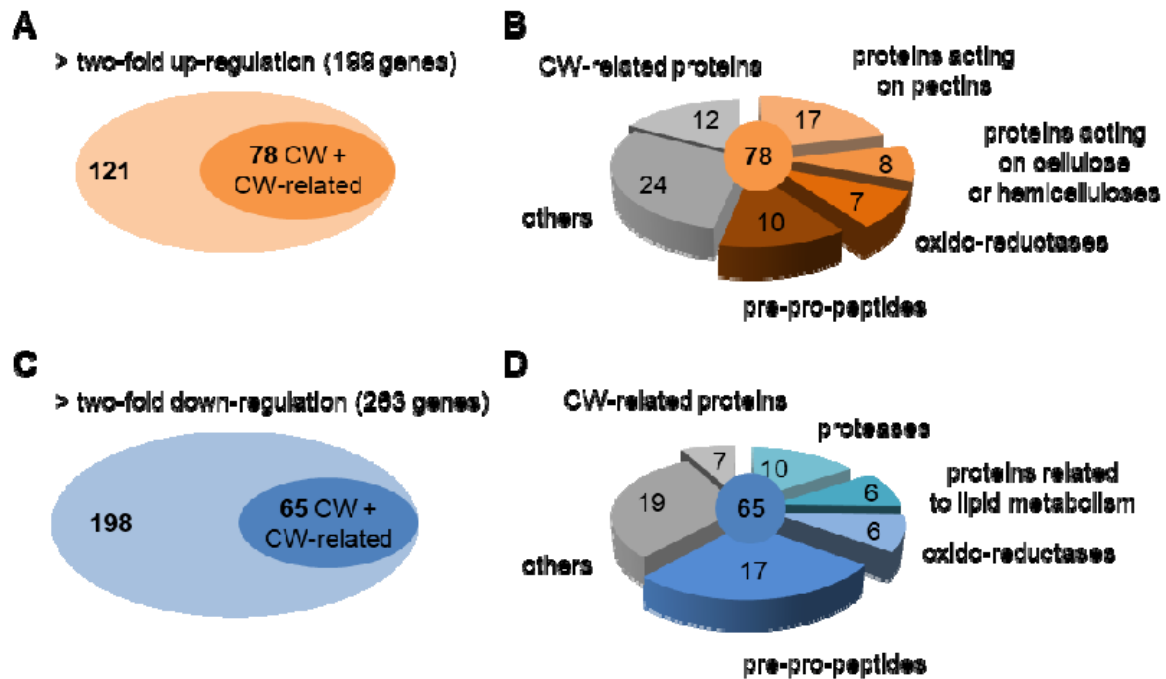 A
> two-fold up-regulation (199 genes)
121
78 CW +
CW-related
B
CW-related proteins
proteins acting
on pectins
12
17
proteins acting
on cellulose
or hemicelluloses
78
8
24
7
10
others
oxido-reductases
pre-pro-peptides
C
> two-fold down-regulation (263 genes)
198
65 CW +
CW-related
D
CW-related proteins
proteases
7
10
proteins related
to lipid metabolism
19
65
6
6
others
17
oxido-reductases
pre-pro-peptides